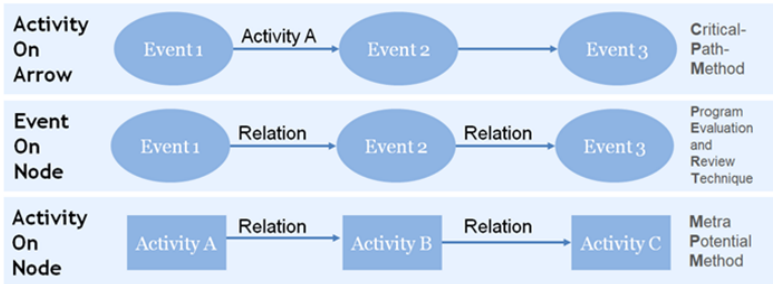 Activity
On
Arrow
Event 1
Activity A
Event 2
Event 3
Critical-
Path-
Method
Event
On
Node
Event 1
Relation
Event 2
Relation
Event 3
Program
Evaluation
and
Review
Technique
Activity
On
Node
Activity A
Relation
Activity B
Relation
Activity C
Metra
Potential
Method